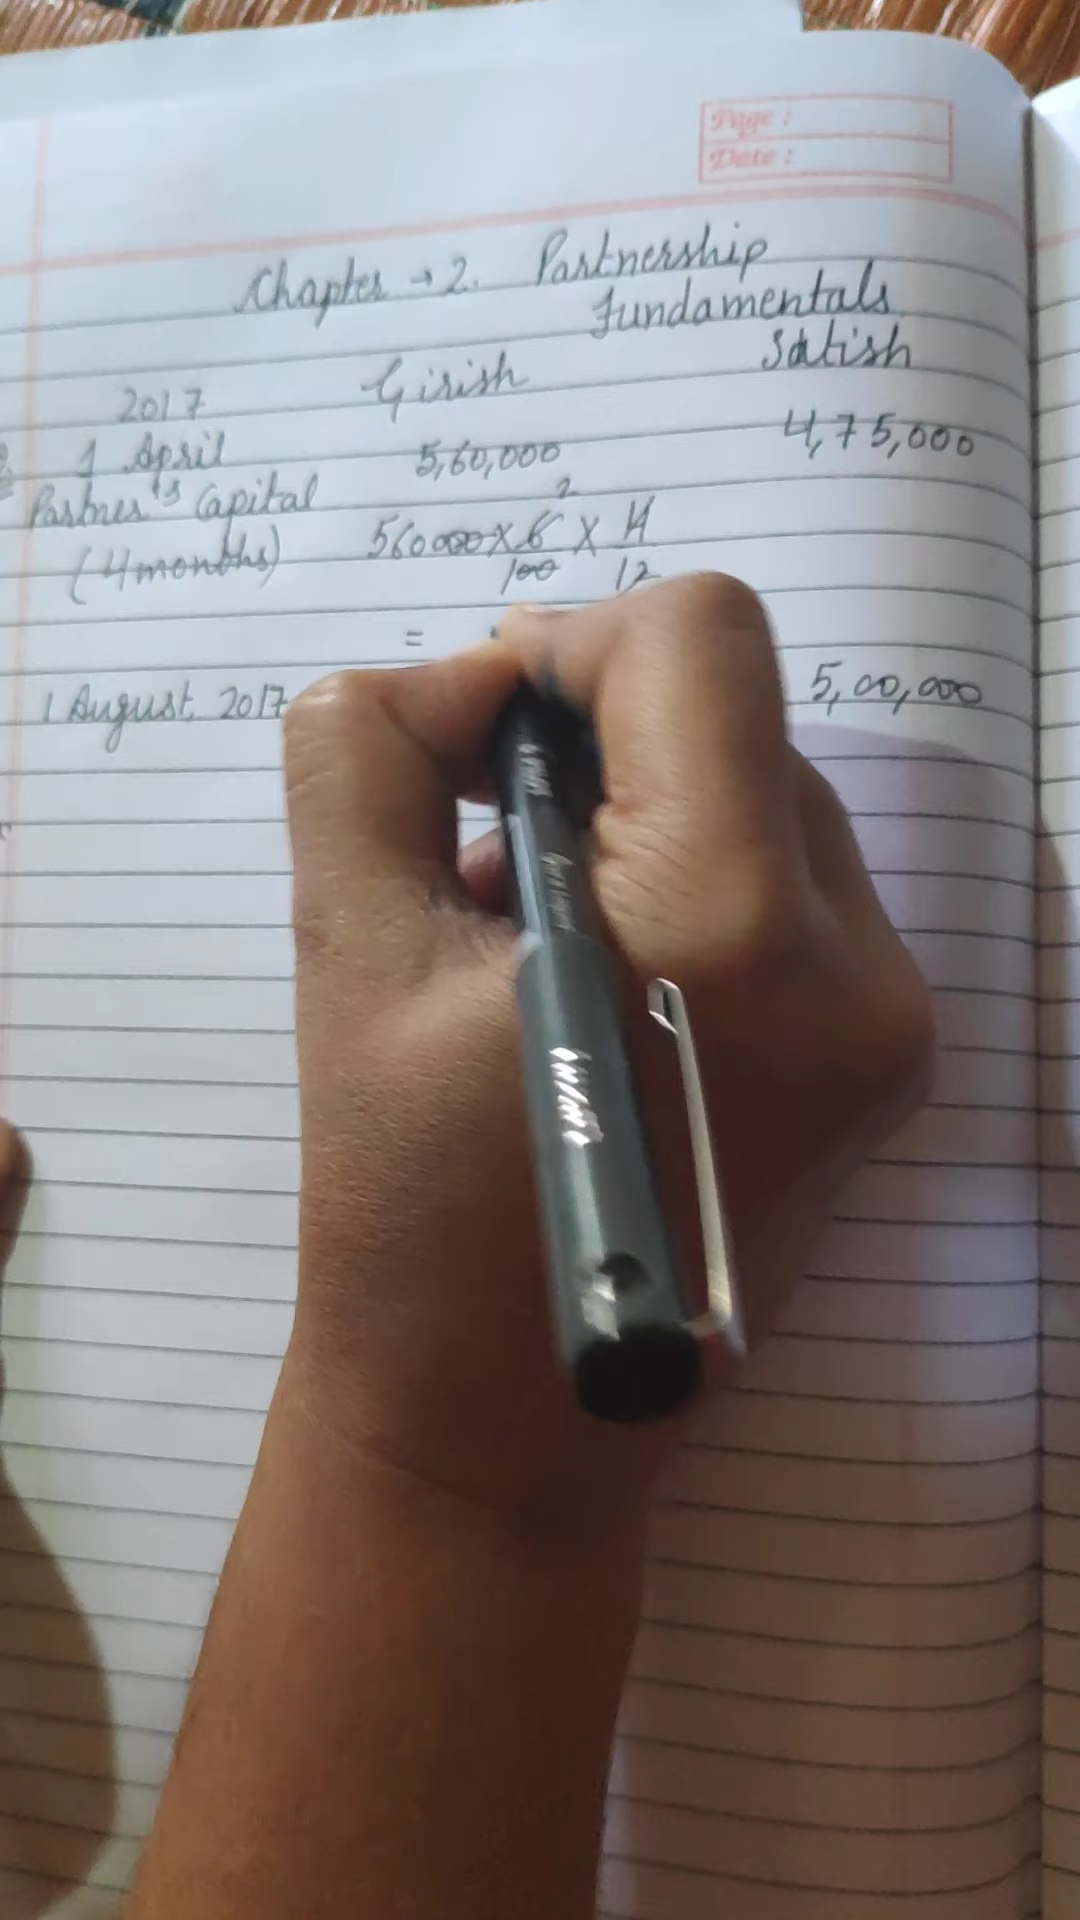 Page :
Date :
Chapter → 2. Partnership
Fundamentals
2017 Girish Satish
1 April 5,60,000 4,75,000
Partner's Capital
(4 months) 560000 × 6 × 4
2
100 12
=
1 August, 2017 5,00,000